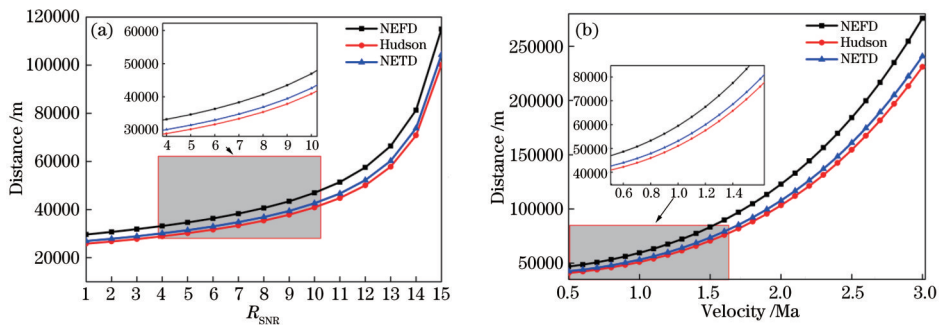 (a)
NEFD
Hudson
NETD
120000
100000
80000
60000
40000
20000
Distance /m
1 2 3 4 5 6 7 8 9 10 11 12 13 14 15
R_SNR
60000
50000
40000
30000
4 5 6 7 8 9 10
(b)
NEFD
Hudson
NETD
250000
200000
150000
100000
50000
Distance /m
0.5 1.0 1.5 2.0 2.5 3.0
Velocity /Ma
80000
70000
60000
50000
40000
0.6 0.8 1.0 1.2 1.4